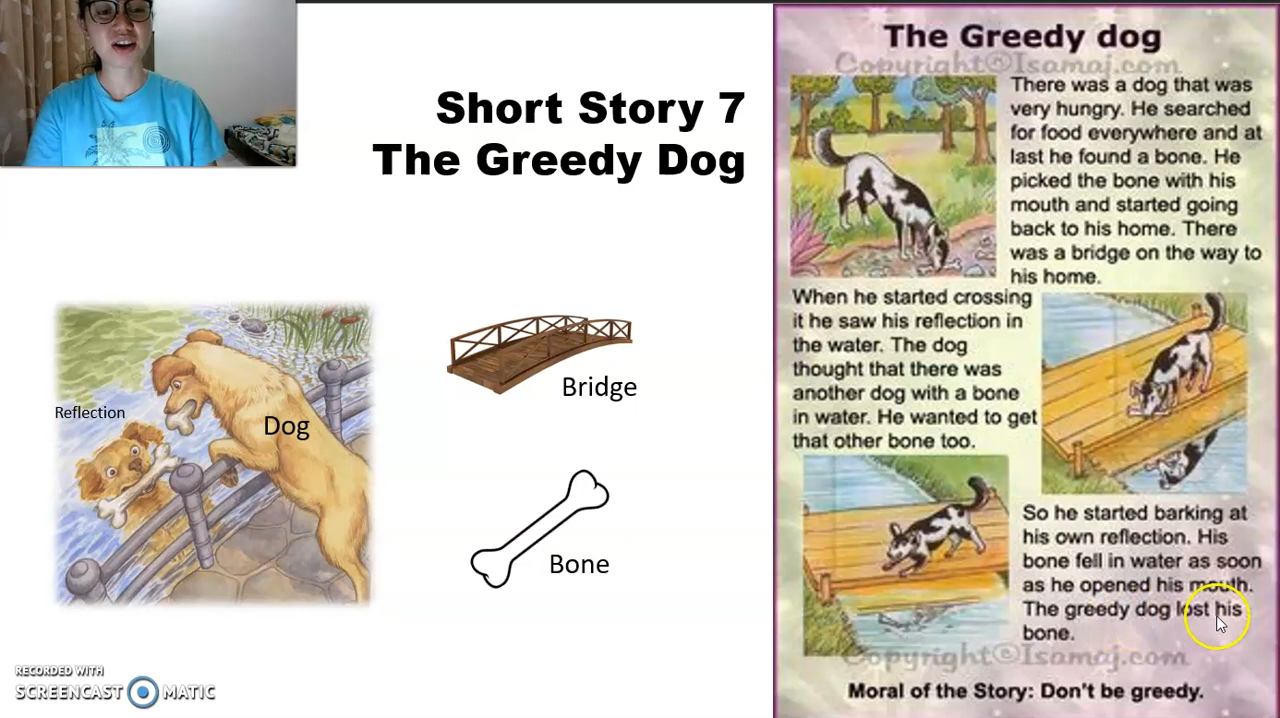 Short Story 7
The Greedy Dog
Reflection
Dog
Bridge
Bone
RECORDED WITH
SCREENCAST MATIC
The Greedy dog
Copyright©Isamaj.com
There was a dog that was
very hungry. He searched
for food everywhere and at
last he found a bone. He
picked the bone with his
mouth and started going
back to his home. There
was a bridge on the way to
his home.
When he started crossing
it he saw his reflection in
the water. The dog
thought that there was
another dog with a bone
in water. He wanted to get
that other bone too.
So he started barking at
his own reflection. His
bone fell in water as soon
as he opened his mouth.
The greedy dog lost his
bone.
Copyright©Isamaj.com
Moral of the Story: Don't be greedy.